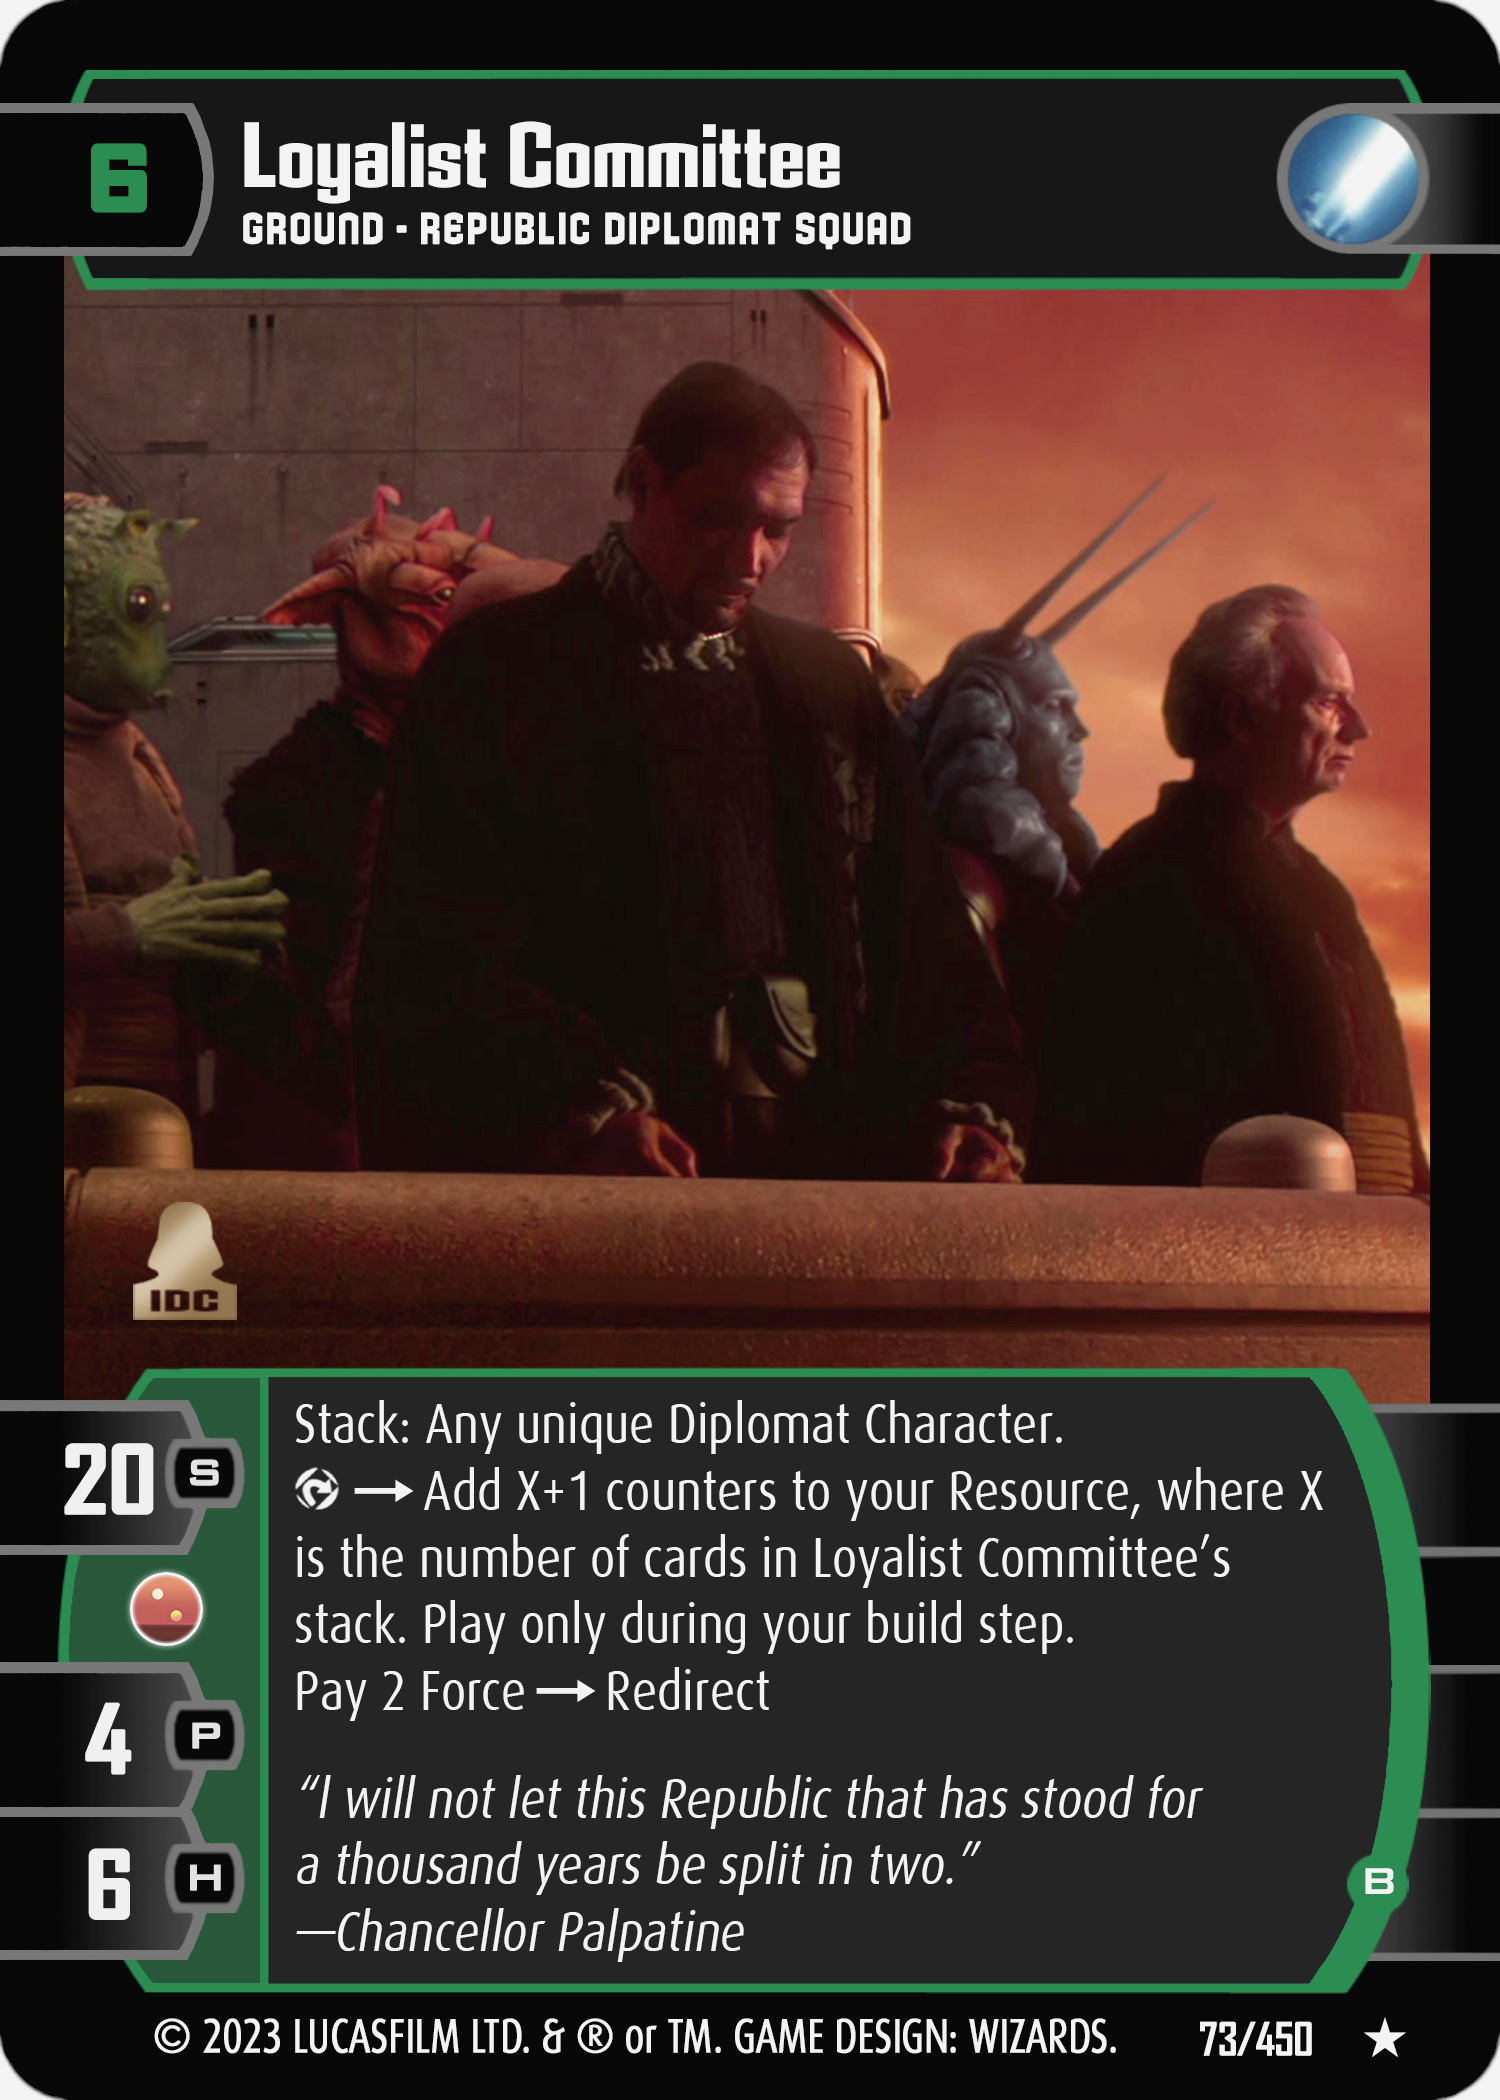 6
Loyalist Committee
GROUND - REPUBLIC DIPLOMAT SQUAD
IDC
20 S
4 P
6 H
Stack: Any unique Diplomat Character.
→ Add X+1 counters to your Resource, where X
is the number of cards in Loyalist Committee’s
stack. Play only during your build step.
Pay 2 Force → Redirect
“I will not let this Republic that has stood for
a thousand years be split in two.”
—Chancellor Palpatine
B
© 2023 LUCASFILM LTD. & ® or TM. GAME DESIGN: WIZARDS. 73/450 ★